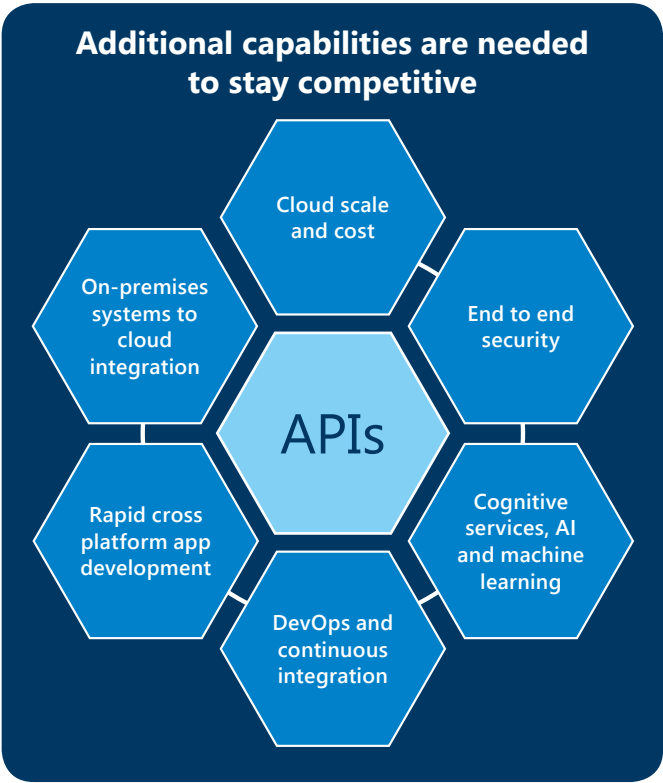 Additional capabilities are needed
to stay competitive
Cloud scale
and cost
On-premises
systems to
cloud
integration
End to end
security
APIs
Rapid cross
platform app
development
Cognitive
services, AI
and machine
learning
DevOps and
continuous
integration